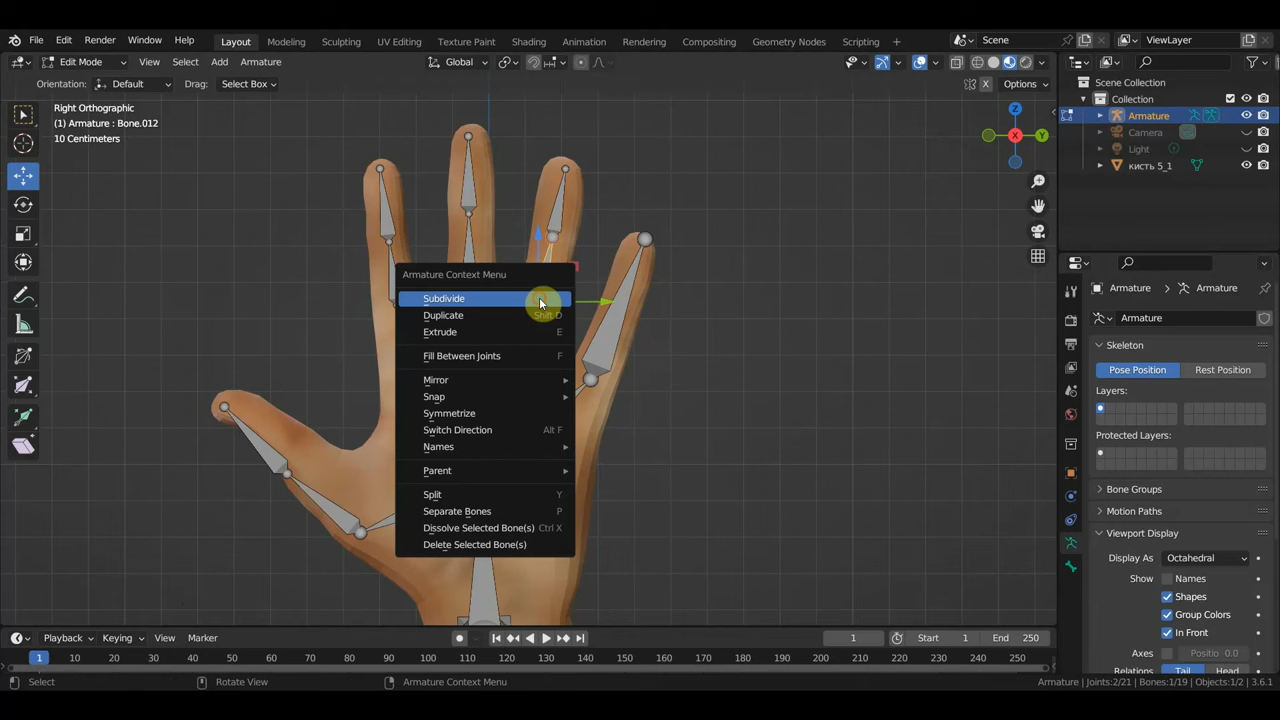 File Edit Render Window Help Layout Modeling Sculpting UV Editing Texture Paint Shading Animation Rendering Compositing Geometry Nodes Scripting + Scene ViewLayer
Edit Mode View Select Add Armature Global
Orientation: Default Drag: Select Box X Options
Right Orthographic
(1) Armature : Bone.012
10 Centimeters
Z
X
Y
Scene Collection
Collection
Armature
Camera
Light
кисть 5_1
Armature Context Menu
Subdivide
Duplicate Shift D
Extrude E
Fill Between Joints F
Mirror
Snap
Symmetrize
Switch Direction Alt F
Names
Parent
Split Y
Separate Bones P
Dissolve Selected Bone(s) Ctrl X
Delete Selected Bone(s)
Armature Armature
Armature
Skeleton
Pose Position Rest Position
Layers:
Protected Layers:
Bone Groups
Motion Paths
Viewport Display
Display As Octahedral
Show Names
Shapes
Group Colors
In Front
Axes Positio 0.0
Relations Tail Head
Playback Keying View Marker 1 Start 1 End 250
1 10 20 30 40 50 60 70 80 90 100 110 120 130 140 150 160 170 180 190 200 210 220 230 240 250
Select Rotate View Armature Context Menu Armature | Joints:2/21 | Bones:1/19 | Objects:1/2 | 3.6.1